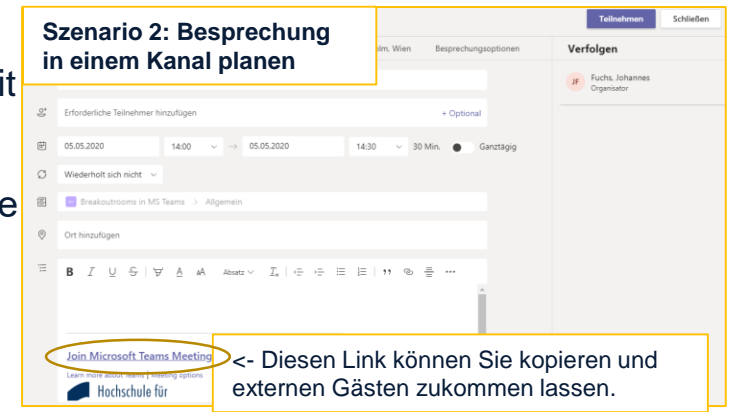 Szenario 2: Besprechung
in einem Kanal planen
Teilnehmen Schließen
olm, Wien Besprechungsoptionen
Verfolgen
it
JF Fuchs, Johannes
Organisator
Erforderliche Teilnehmer hinzufügen + Optional
05.05.2020 14:00 → 05.05.2020 14:30 30 Min. Ganztägig
Wiederholt sich nicht
e
Breakoutrooms in MS Teams > Allgemein
Ort hinzufügen
B I U S A AA Absatz
Join Microsoft Teams Meeting
Learn more about Teams | Meeting options
Hochschule für
<- Diesen Link können Sie kopieren und
externen Gästen zukommen lassen.